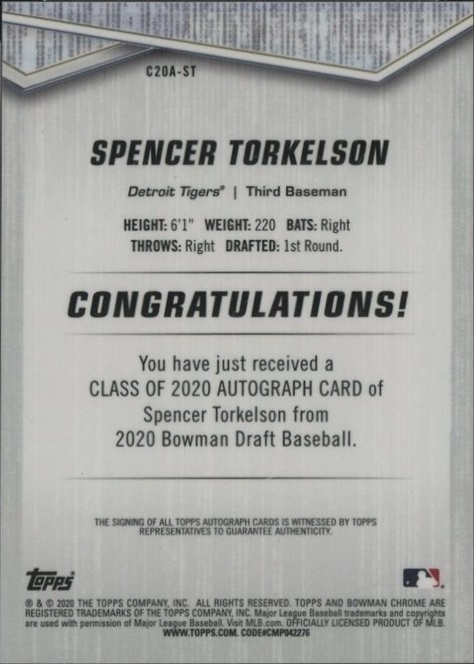 C20A-ST
SPENCER TORKELSON
Detroit Tigers® | Third Baseman
HEIGHT: 6'1" WEIGHT: 220 BATS: Right
THROWS: Right DRAFTED: 1st Round.
CONGRATULATIONS!
You have just received a
CLASS OF 2020 AUTOGRAPH CARD of
Spencer Torkelson from
2020 Bowman Draft Baseball.
THE SIGNING OF ALL TOPPS AUTOGRAPH CARDS IS WITNESSED BY TOPPS
REPRESENTATIVES TO GUARANTEE AUTHENTICITY.
Topps
® & © 2020 THE TOPPS COMPANY, INC. ALL RIGHTS RESERVED. TOPPS AND BOWMAN CHROME ARE
REGISTERED TRADEMARKS OF THE TOPPS COMPANY, INC. Major League Baseball trademarks and copyrights
are used with permission of Major League Baseball. Visit MLB.com. OFFICIALLY LICENSED PRODUCT OF MLB.
WWW.TOPPS.COM. CODE#CMP042276